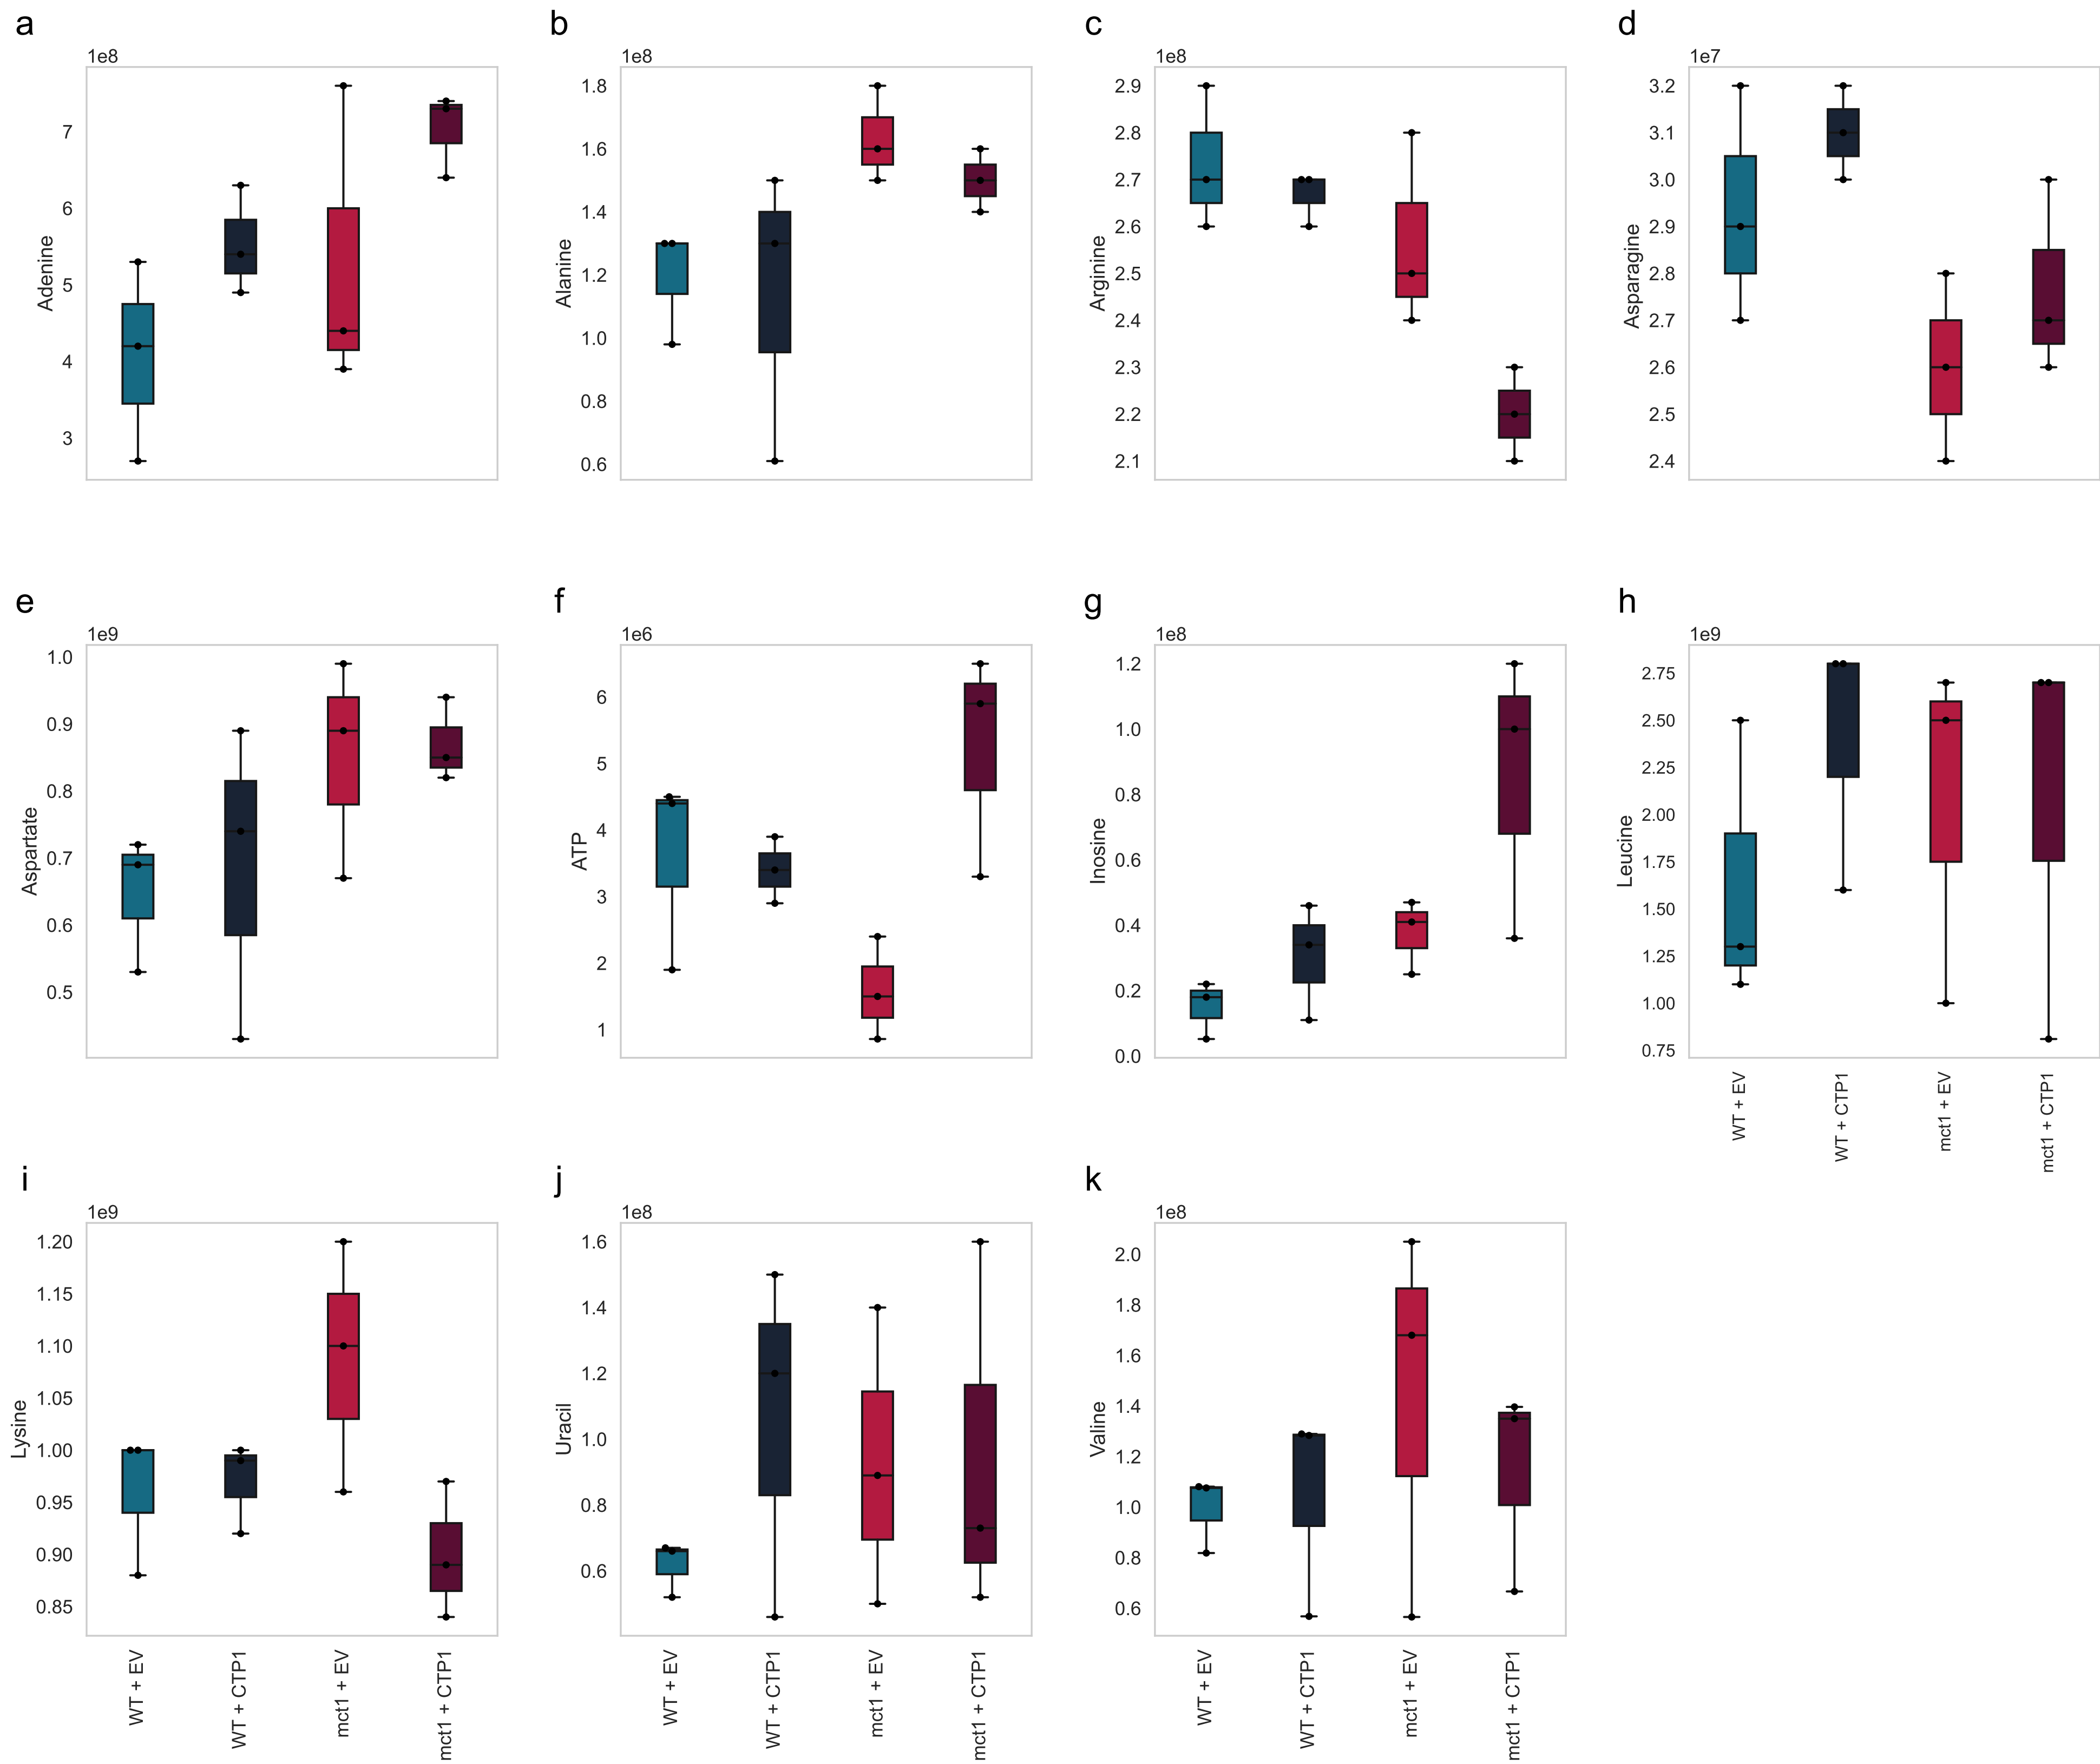 a
1e8
Adenine
7
6
5
4
3
b
1e8
Alanine
1.8
1.6
1.4
1.2
1.0
0.8
0.6
c
1e8
Arginine
2.9
2.8
2.7
2.6
2.5
2.4
2.3
2.2
2.1
d
1e7
Asparagine
3.2
3.1
3.0
2.9
2.8
2.7
2.6
2.5
2.4
e
1e9
Aspartate
1.0
0.9
0.8
0.7
0.6
0.5
f
1e6
ATP
6
5
4
3
2
1
g
1e8
Inosine
1.2
1.0
0.8
0.6
0.4
0.2
0.0
h
1e9
Leucine
2.75
2.50
2.25
2.00
1.75
1.50
1.25
1.00
0.75
WT + EV
WT + CTP1
mct1 + EV
mct1 + CTP1
i
1e9
Lysine
1.20
1.15
1.10
1.05
1.00
0.95
0.90
0.85
WT + EV
WT + CTP1
mct1 + EV
mct1 + CTP1
j
1e8
Uracil
1.6
1.4
1.2
1.0
0.8
0.6
WT + EV
WT + CTP1
mct1 + EV
mct1 + CTP1
k
1e8
Valine
2.0
1.8
1.6
1.4
1.2
1.0
0.8
0.6
WT + EV
WT + CTP1
mct1 + EV
mct1 + CTP1